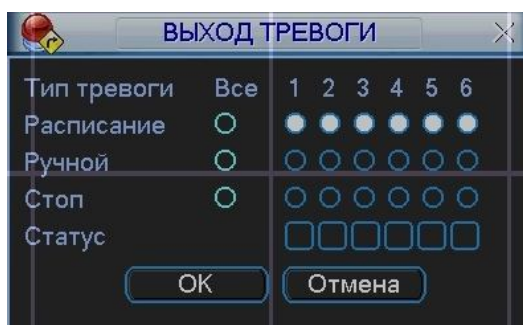 ВЫХОД ТРЕВОГИ
Тип тревоги Все 1 2 3 4 5 6
Расписание
Ручной
Стоп
Статус
OK Отмена